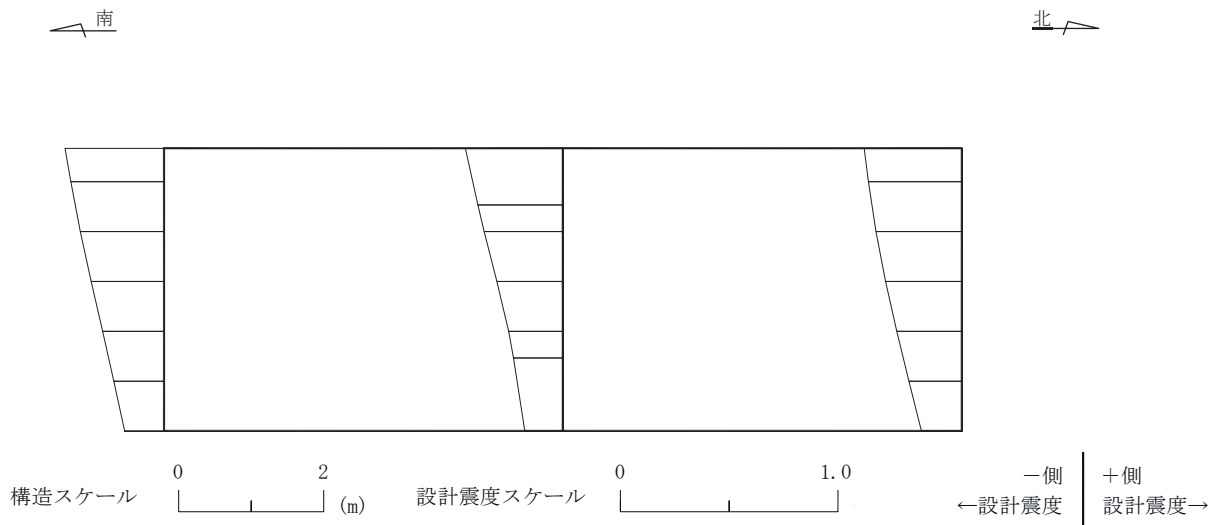 南
北
0 2
構造スケール (m)
0 1.0
設計震度スケール
−側 +側
←設計震度 設計震度→